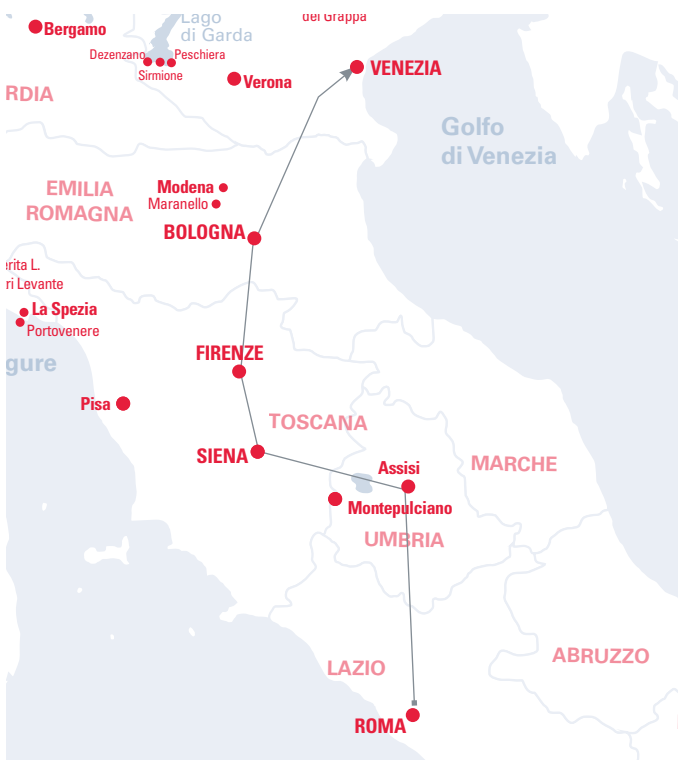 Lago
di Garda
del Grappa
Bergamo
Dezenzano
Peschiera
Sirmione
Verona
VENEZIA
RDIA
Golfo
di Venezia
EMILIA
ROMAGNA
Modena
Maranello
BOLOGNA
rita L.
ri Levante
La Spezia
Portovenere
FIRENZE
gure
Pisa
TOSCANA
SIENA
Assisi
MARCHE
Montepulciano
UMBRIA
LAZIO
ABRUZZO
ROMA